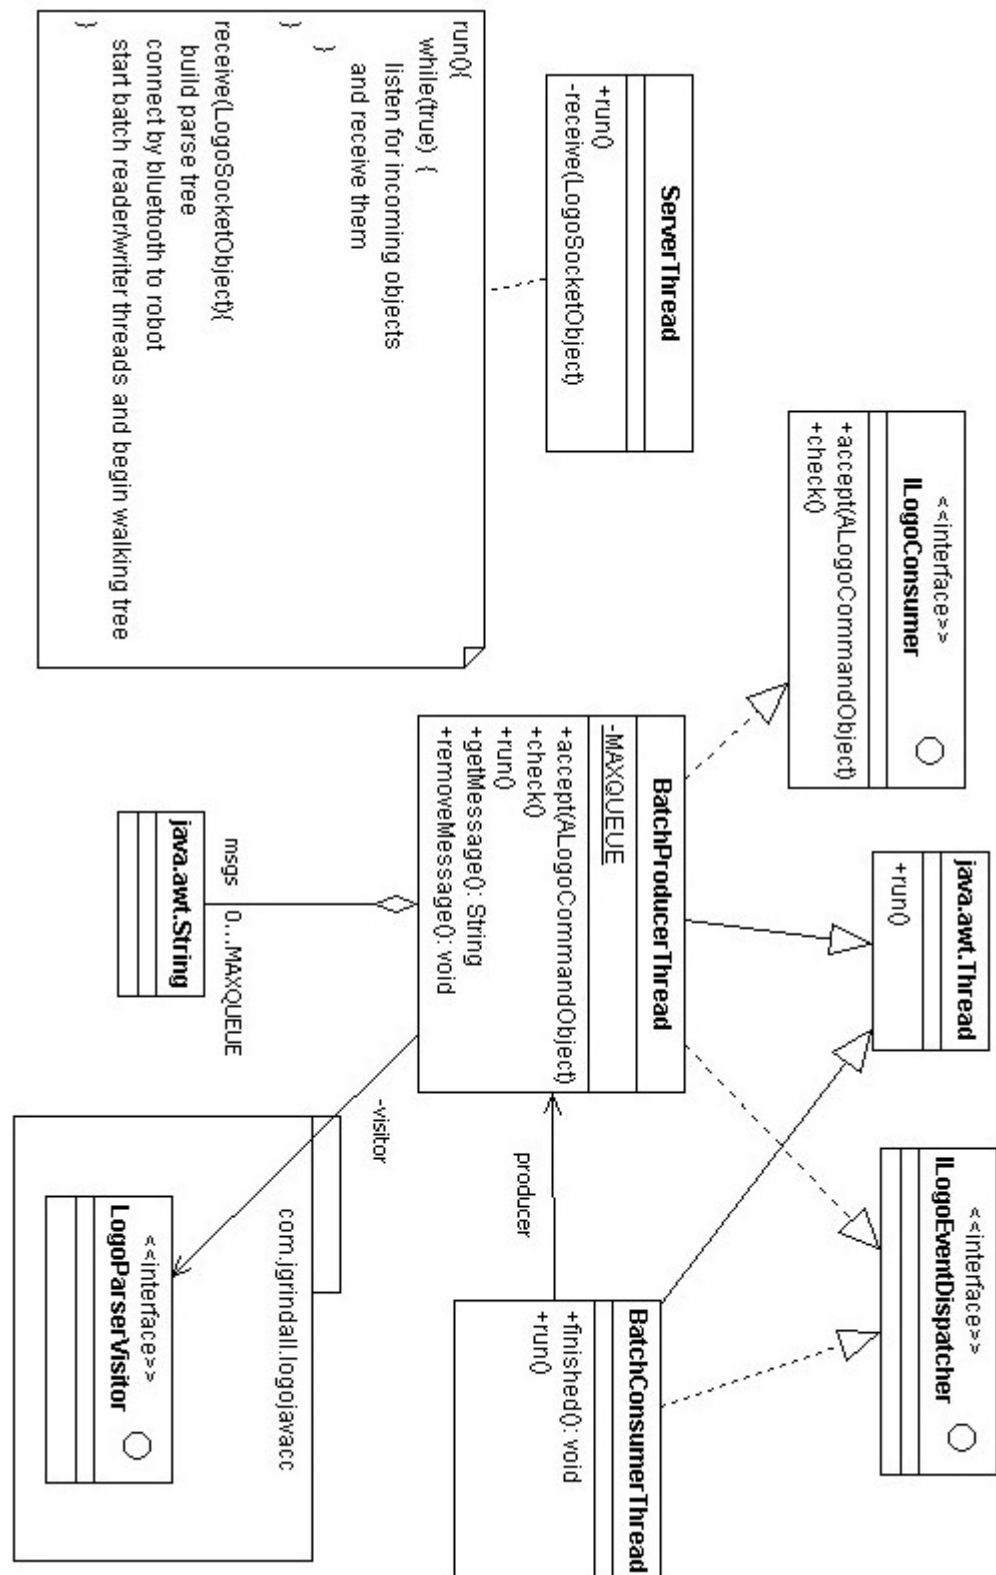 ServerThread
+run()
-receive(LogoSocketObject)
run(){
while(true) {
listen for incoming objects
and receive them
}
}
receive(LogoSocketObject){
build parse tree
connect by bluetooth to robot
start batch reader/writer threads and begin walking tree
}
<<interface>>
ILogoConsumer
+accept(ALogoCommandObject)
+check()
java.awt.Thread
+run()
<<interface>>
ILogoEventDispatcher
BatchProducerThread
-MAXQUEUE
+accept(ALogoCommandObject)
+check()
+run()
+getMessage(): String
+removeMessage(): void
producer
BatchConsumerThread
+finished(): void
+run()
msgs 0...MAXQUEUE
java.awt.String
-visitor
com.jgrindall.logojavacc
<<interface>>
LogoParserVisitor